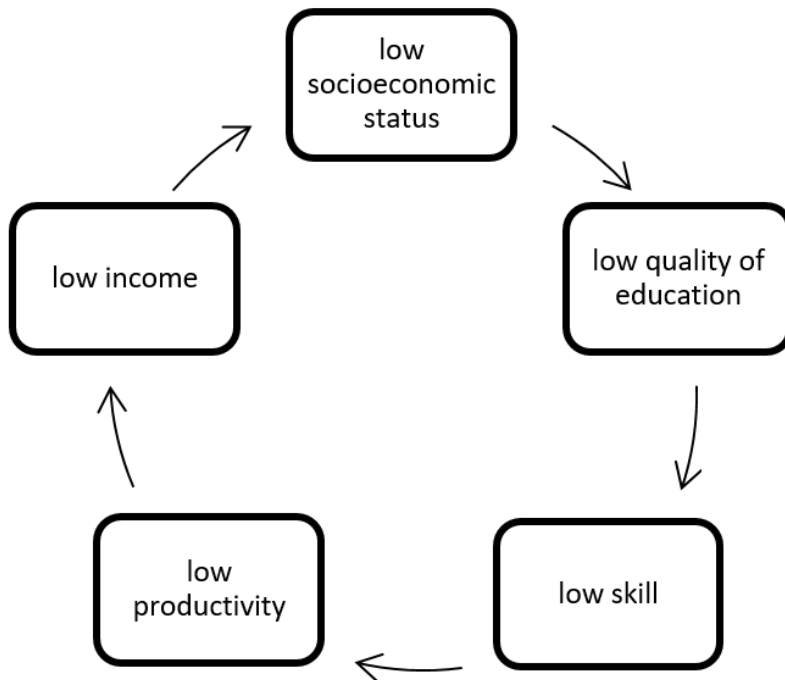 low
socioeconomic
status
low quality of
education
low skill
low
productivity
low income